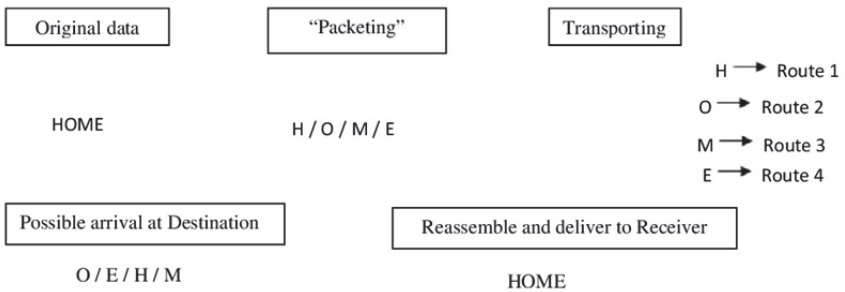 Original data
“Packeting”
Transporting
HOME
H / O / M / E
H → Route 1
O → Route 2
M → Route 3
E → Route 4
Possible arrival at Destination
Reassemble and deliver to Receiver
O / E / H / M
HOME